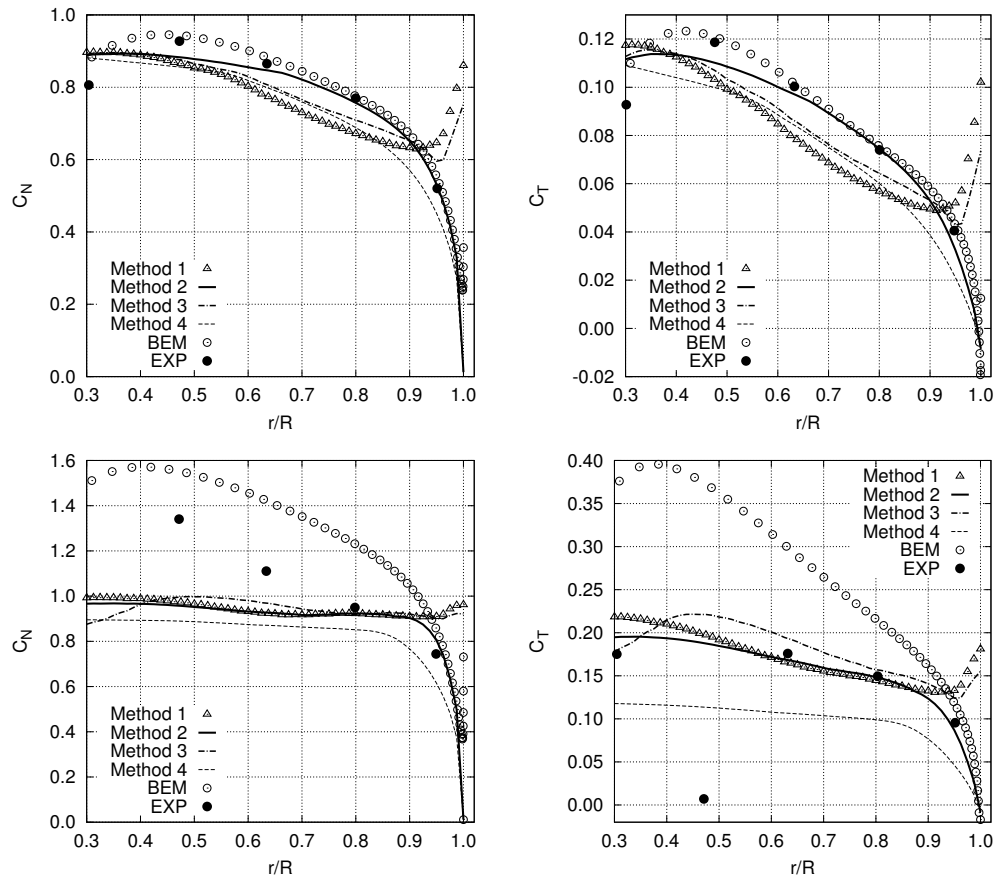 1.0
0.8
0.6
0.4
0.2
0.0
C_N
Method 1
Method 2
Method 3
Method 4
BEM
EXP
0.3 0.4 0.5 0.6 0.7 0.8 0.9 1.0
r/R
0.12
0.10
0.08
0.06
0.04
0.02
0.00
-0.02
C_T
Method 1
Method 2
Method 3
Method 4
BEM
EXP
0.3 0.4 0.5 0.6 0.7 0.8 0.9 1.0
r/R
1.6
1.4
1.2
1.0
0.8
0.6
0.4
0.2
0.0
C_N
Method 1
Method 2
Method 3
Method 4
BEM
EXP
0.3 0.4 0.5 0.6 0.7 0.8 0.9 1.0
r/R
0.40
0.35
0.30
0.25
0.20
0.15
0.10
0.05
0.00
C_T
Method 1
Method 2
Method 3
Method 4
BEM
EXP
0.3 0.4 0.5 0.6 0.7 0.8 0.9 1.0
r/R